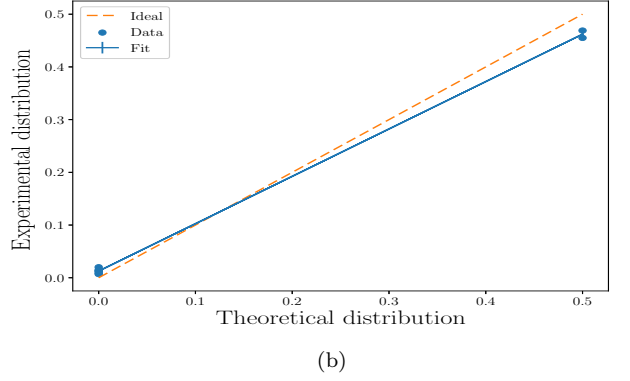 Ideal
Data
Fit
0.5
0.4
0.3
0.2
0.1
0.0
Experimental distribution
0.0 0.1 0.2 0.3 0.4 0.5
Theoretical distribution
(b)